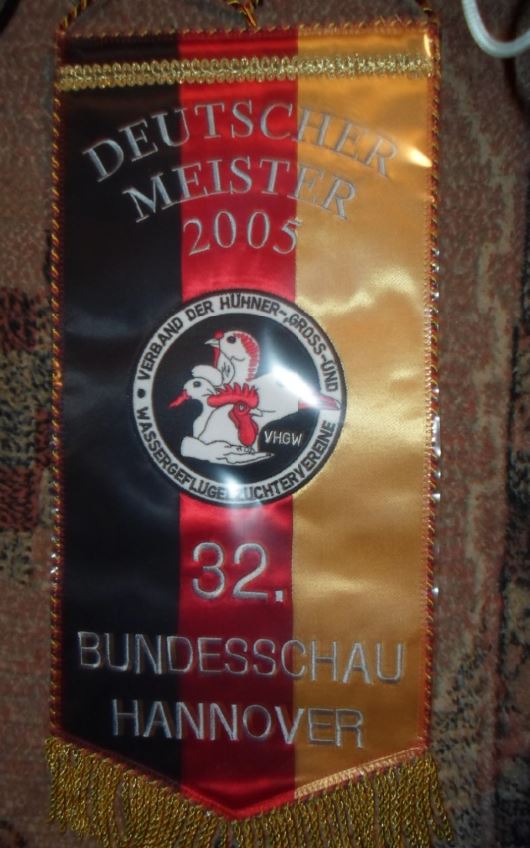 DEUTSCHER
MEISTER
2005
VERBAND DER HÜHNER-, GROSS- UND
WASSERGEFLÜGELZÜCHTERVEREINE
VHGW
32.
BUNDESSCHAU
HANNOVER